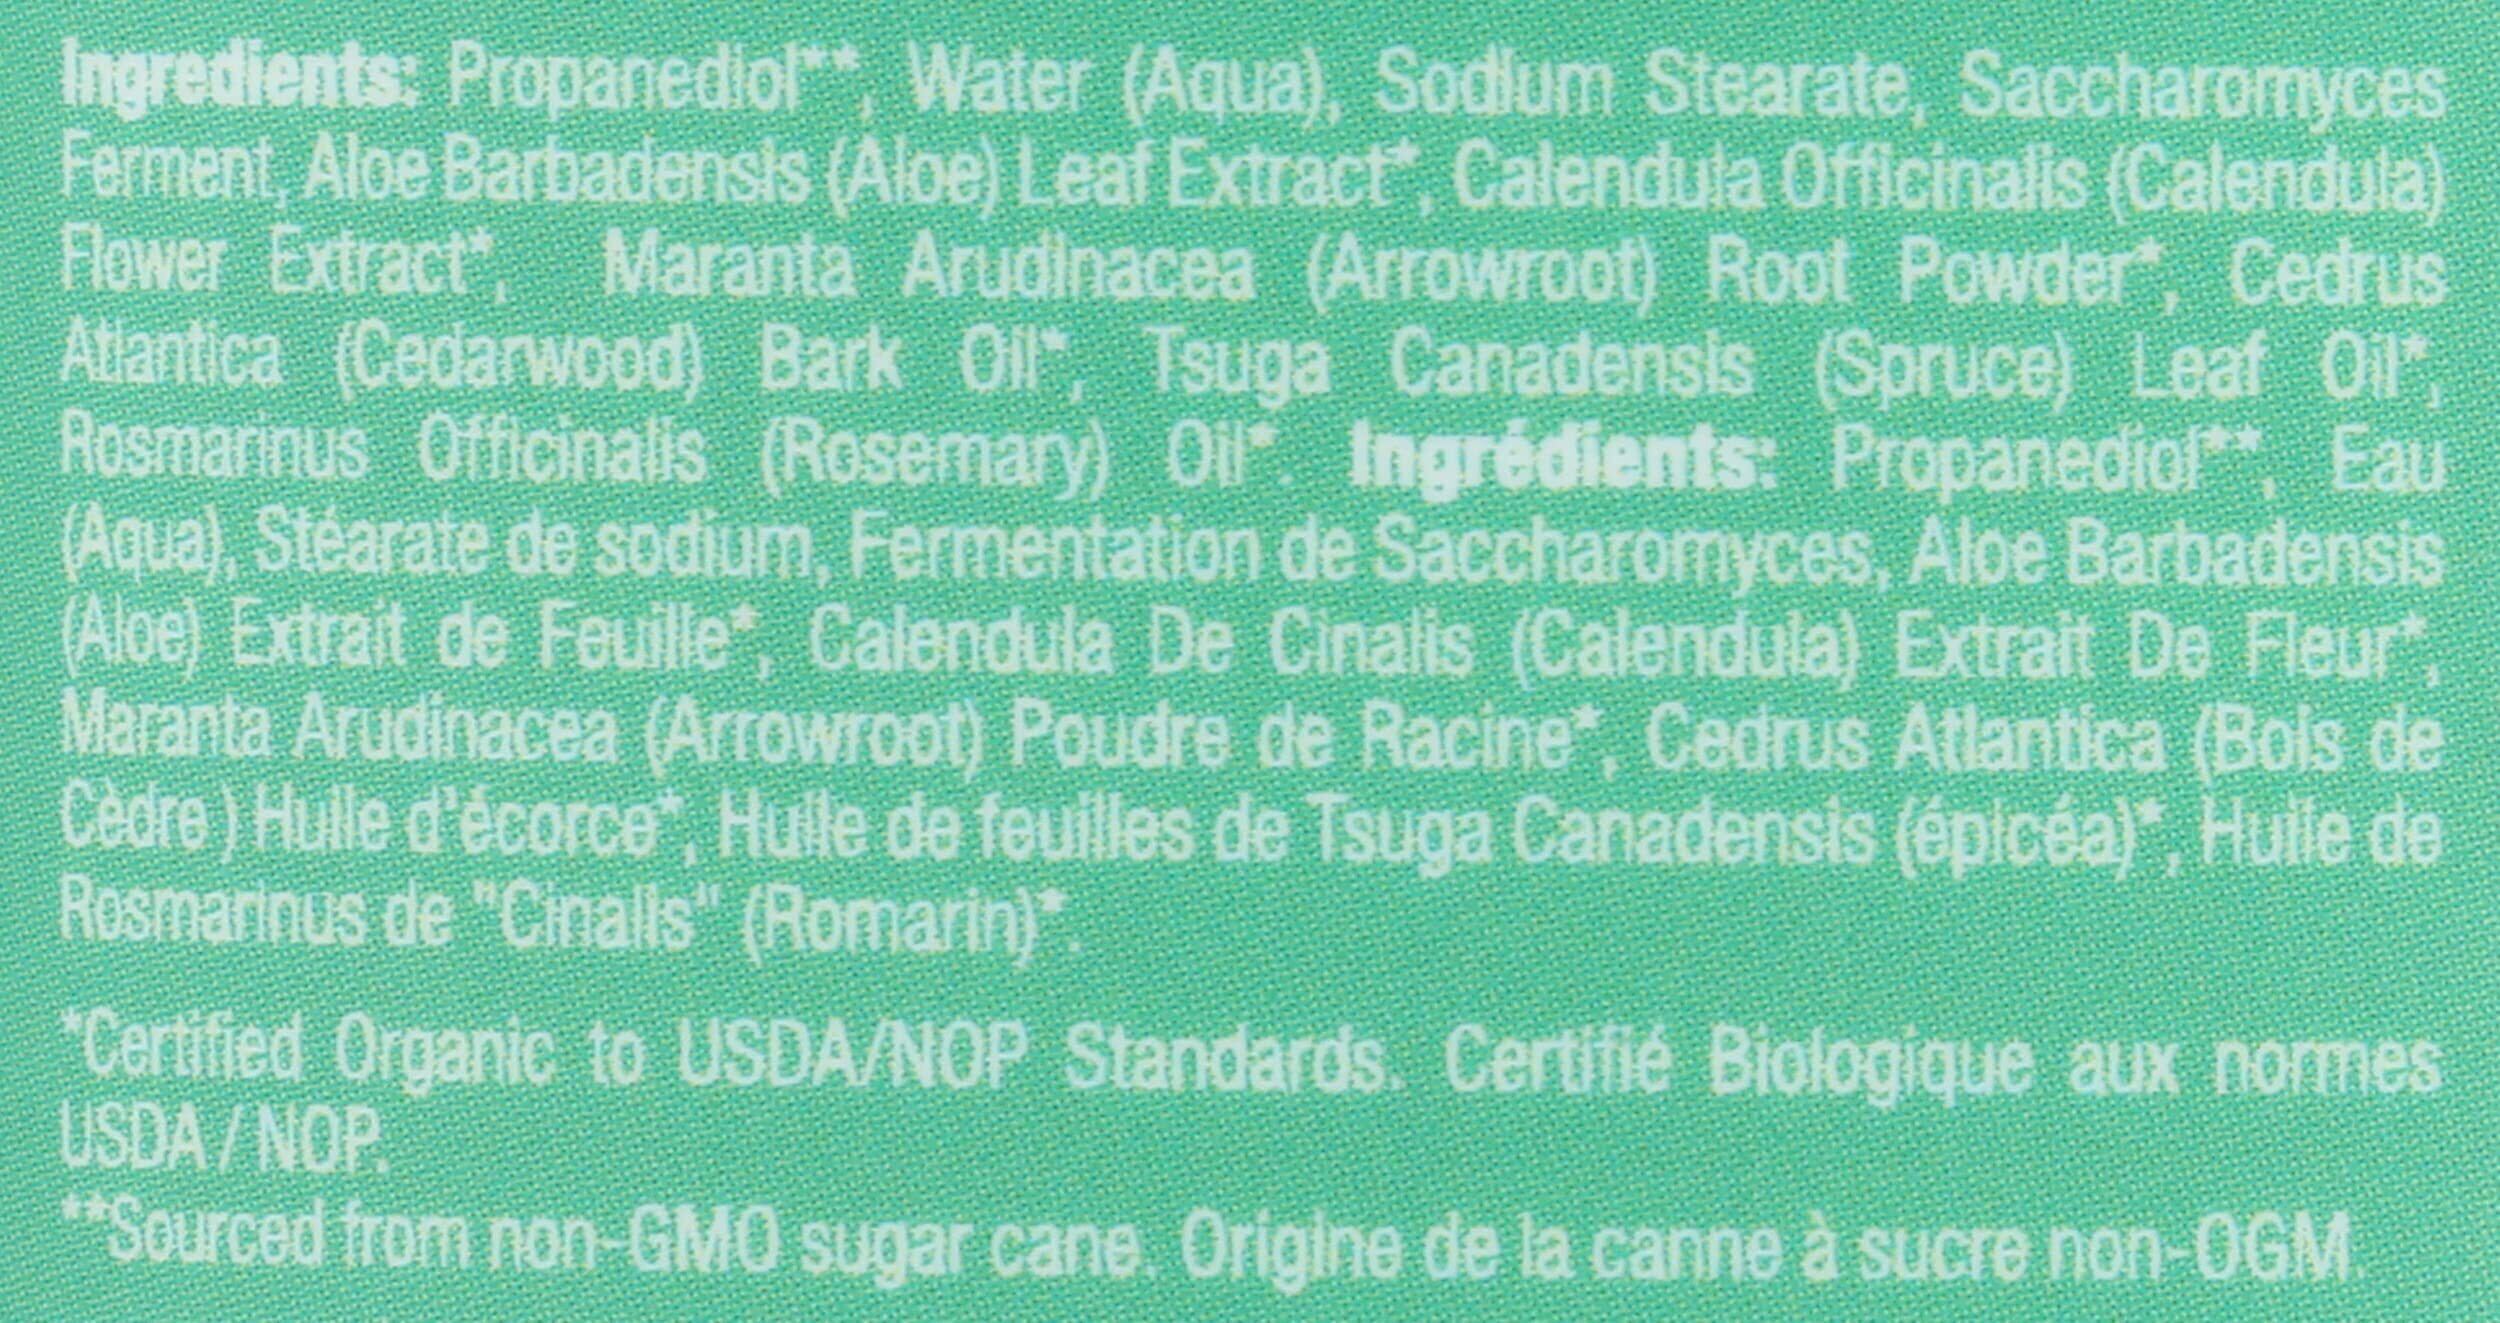 Ingredients: Propanediol**, Water (Aqua), Sodium Stearate, Saccharomyces
Ferment, Aloe Barbadensis (Aloe) Leaf Extract*, Calendula Officinalis (Calendula)
Flower Extract*, Maranta Arudinacea (Arrowroot) Root Powder*, Cedrus
Atlantica (Cedarwood) Bark Oil*, Tsuga Canadensis (Spruce) Leaf Oil*,
Rosmarinus Officinalis (Rosemary) Oil*. Ingrédients: Propanediol**, Eau
(Aqua), Stéarate de sodium, Fermentation de Saccharomyces, Aloe Barbadensis
(Aloe) Extrait de Feuille*, Calendula De Cinalis (Calendula) Extrait De Fleur*,
Maranta Arudinacea (Arrowroot) Poudre de Racine*, Cedrus Atlantica (Bois de
Cèdre ) Huile d'écorce*, Huile de feuilles de Tsuga Canadensis (épicéa)*, Huile de
Rosmarinus de "Cinalis" (Romarin)*.
*Certified Organic to USDA/NOP Standards. Certifié Biologique aux normes
USDA / NOP.
**Sourced from non-GMO sugar cane. Origine de la canne à sucre non-OGM.